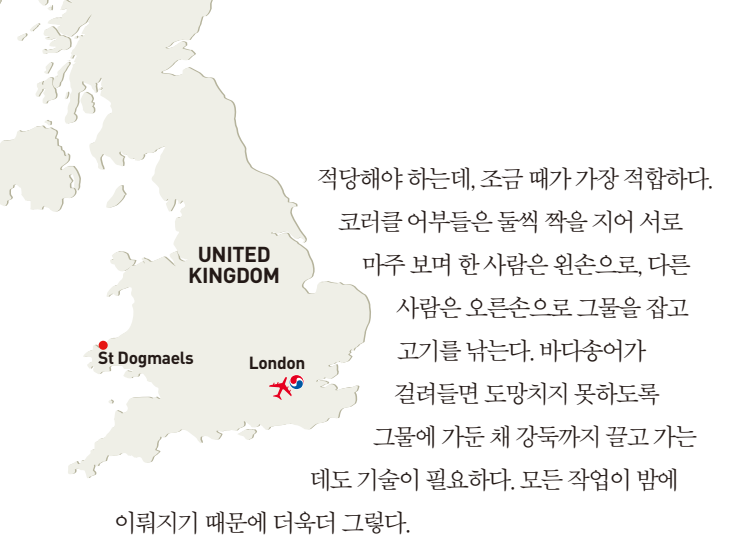 적당해야 하는데, 조금 때가 가장 적합하다.
코러클 어부들은 둘씩 짝을 지어 서로
마주 보며 한 사람은 왼손으로, 다른
사람은 오른손으로 그물을 잡고
고기를 낚는다. 바다송어가
걸려들면 도망치지 못하도록
그물에 가둔 채 강둑까지 끌고 가는
데도 기술이 필요하다. 모든 작업이 밤에
이뤄지기 때문에 더욱더 그렇다.
UNITED
KINGDOM
St Dogmaels
London